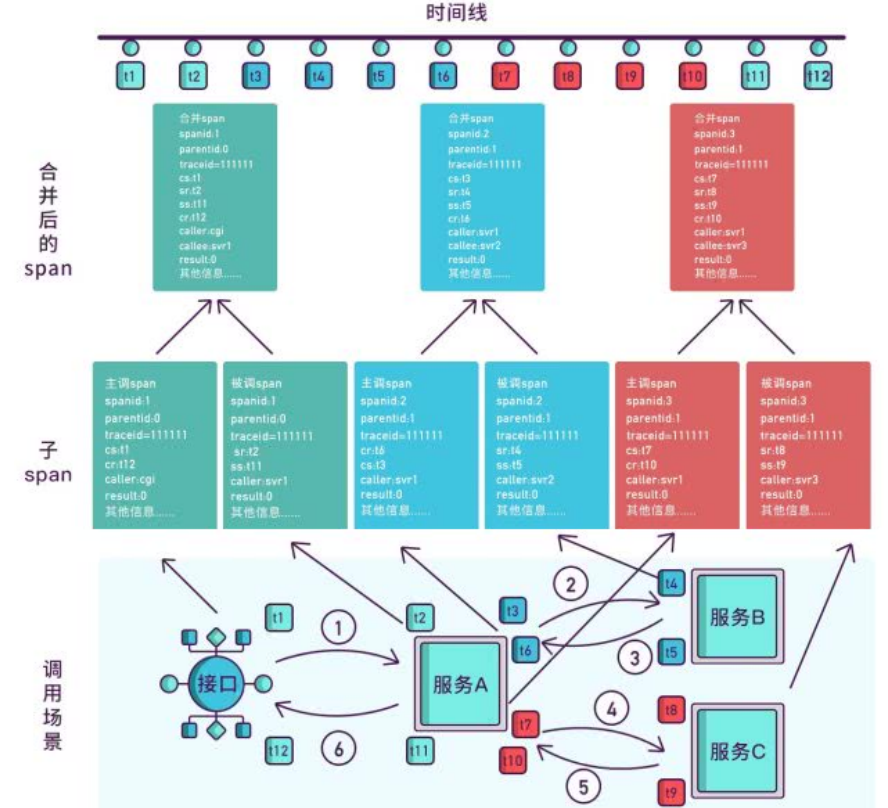 时间线
t1
t2
t3
t4
t5
t6
t7
t8
t9
t10
t11
t12
合并后的span
合并span
spanid:1
parentid:0
traceid=111111
cs:t1
sr:t2
ss:t11
cr:t12
caller:cgi
callee:svr1
result:0
其他信息......
合并span
spanid:2
parentid:1
traceid=111111
cs:t3
sr:t4
ss:t5
cr:t6
caller:svr1
callee:svr2
result:0
其他信息......
合并span
spanid:3
parentid:1
traceid=111111
cs:t7
sr:t8
ss:t9
cr:t10
caller:svr1
callee:svr3
result:0
其他信息......
子span
主调span
spanid:1
parentid:0
traceid=111111
cs:t1
cr:t12
caller:cgi
result:0
其他信息......
被调span
spanid:1
parentid:0
traceid=111111
sr:t2
ss:t11
caller:svr1
result:0
其他信息......
主调span
spanid:2
parentid:1
traceid=111111
cr:t6
cs:t3
caller:svr1
result:0
其他信息......
被调span
spanid:2
parentid:1
traceid=111111
sr:t4
ss:t5
caller:svr2
result:0
其他信息......
主调span
spanid:3
parentid:1
traceid=111111
cs:t7
cr:t10
caller:svr1
result:0
其他信息......
被调span
spanid:3
parentid:1
traceid=111111
sr:t8
ss:t9
caller:svr3
result:0
其他信息......
调用场景
t1
1
t2
t3
2
t4
服务B
接口
服务A
t6
3
t5
t12
6
t11
t7
4
t8
服务C
t10
5
t9